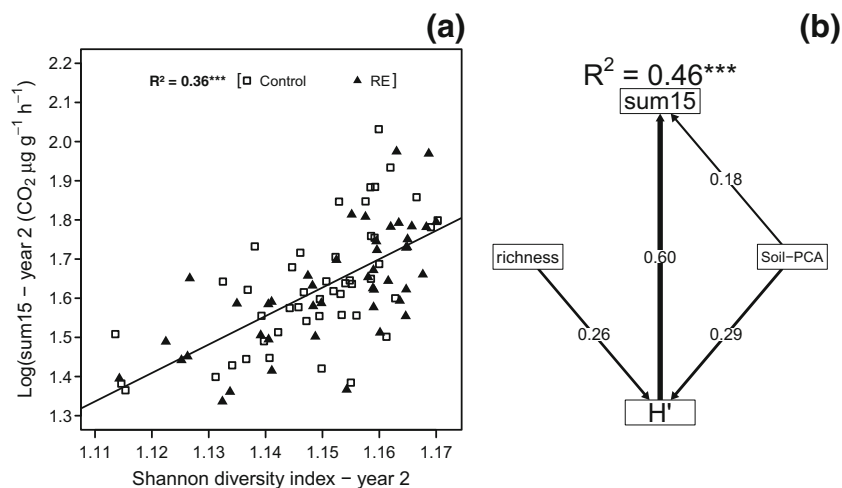 (a)
R² = 0.36*** [ Control RE ]
2.2
2.1
2.0
1.9
1.8
1.7
1.6
1.5
1.4
1.3
Log(sum15 − year 2 (CO₂ µg g⁻¹ h⁻¹)
1.11 1.12 1.13 1.14 1.15 1.16 1.17
Shannon diversity index − year 2
(b)
R² = 0.46***
sum15
0.18
richness
0.60
Soil−PCA
0.26
0.29
H'